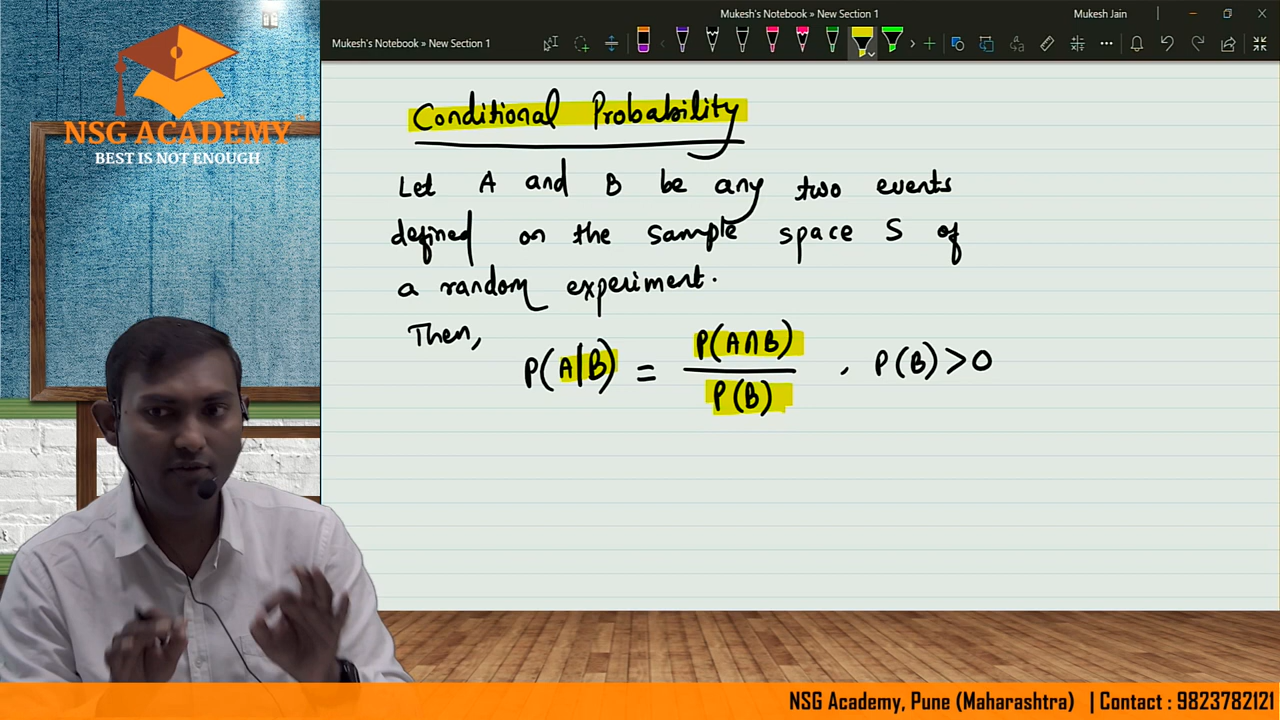 Mukesh's Notebook » New Section 1
Mukesh Jain
Mukesh's Notebook » New Section 1
NSG ACADEMY
BEST IS NOT ENOUGH
Conditional Probability
Let A and B be any two events
defined on the sample space S of
a random experiment.
Then,
P(A|B) = P(A∩B) / P(B) , P(B) > 0
NSG Academy, Pune (Maharashtra) | Contact : 9823782121